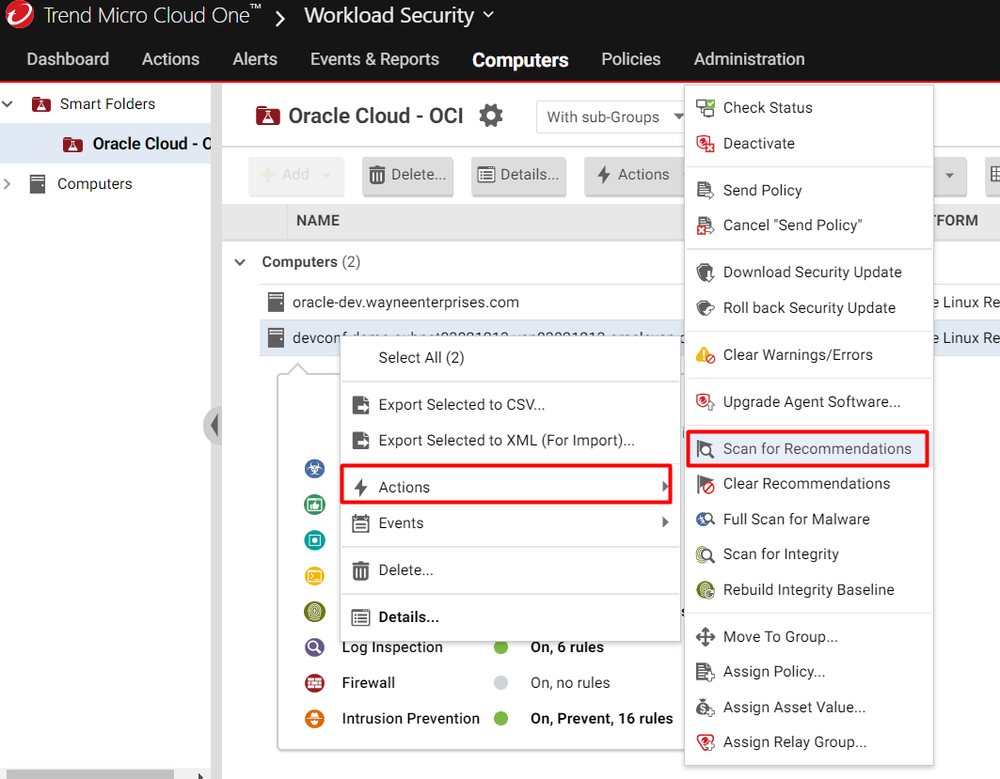 Trend Micro Cloud One™ Workload Security
Dashboard Actions Alerts Events & Reports Computers Policies Administration
Smart Folders
Oracle Cloud - O
Computers
Oracle Cloud - OCI
With sub-Groups
Add
Delete...
Details...
Actions
NAME
FORM
Computers (2)
oracle-dev.wayneenterprises.com
e Linux Re
e Linux Re
Select All (2)
Export Selected to CSV...
Export Selected to XML (For Import)...
Actions
Events
Delete...
Details...
Log Inspection On, 6 rules
Firewall On, no rules
Intrusion Prevention On, Prevent, 16 rules
Check Status
Deactivate
Send Policy
Cancel "Send Policy"
Download Security Update
Roll back Security Update
Clear Warnings/Errors
Upgrade Agent Software...
Scan for Recommendations
Clear Recommendations
Full Scan for Malware
Scan for Integrity
Rebuild Integrity Baseline
Move To Group...
Assign Policy...
Assign Asset Value...
Assign Relay Group...